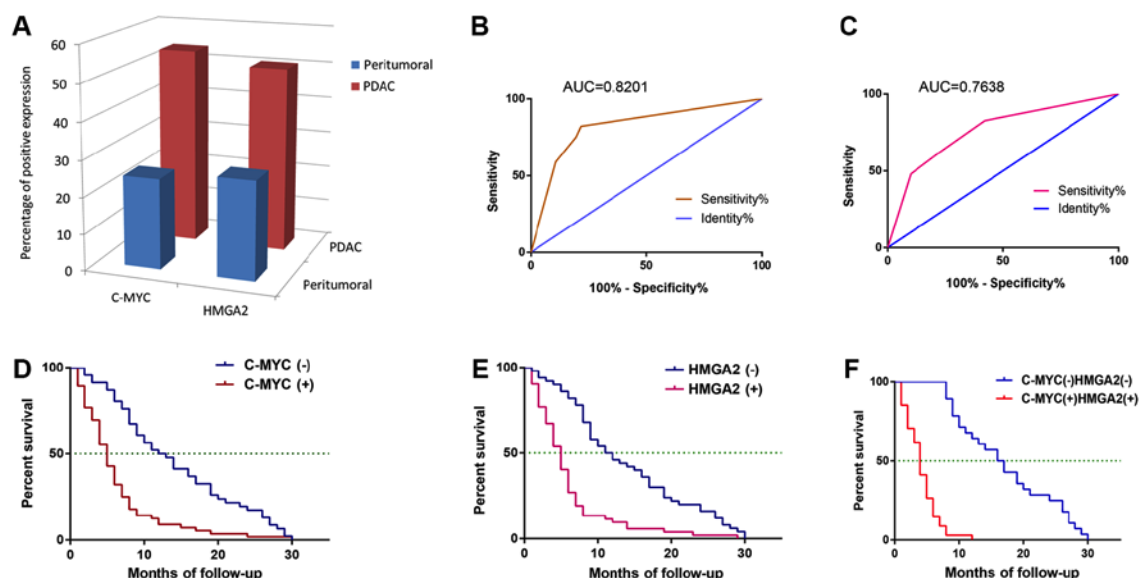 A
Percentage of positive expression
60
50
40
30
20
10
0
C-MYC
HMGA2
PDAC
Peritumoral
Peritumoral
PDAC
B
AUC=0.8201
Sensitivity
100
50
0
0
50
100
Sensitivity%
Identity%
100% - Specificity%
C
AUC=0.7638
Sensitivity
100
50
0
0
50
100
Sensitivity%
Identity%
100% - Specificity%
D
C-MYC (-)
C-MYC (+)
Percent survival
100
50
0
0
10
20
30
Months of follow-up
E
HMGA2 (-)
HMGA2 (+)
Percent survival
100
50
0
0
10
20
30
Months of follow-up
F
C-MYC(-)HMGA2(-)
C-MYC(+)HMGA2(+)
Percent survival
100
50
0
0
10
20
30
Months of follow-up